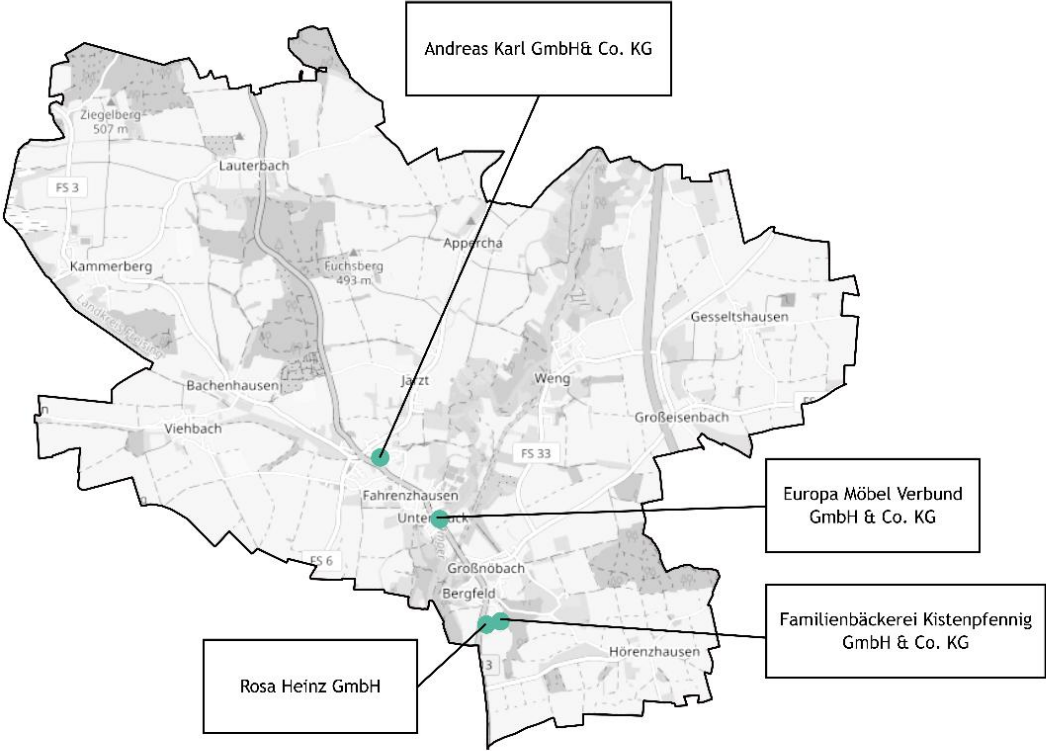 Andreas Karl GmbH& Co. KG
Ziegelberg
507 m
Lauterbach
FS 3
Appercha
Kammerberg
Fuchsberg
493 m
Gesseltshausen
Jarzt
Weng
Bachenhausen
Großeisenbach
Viehbach
FS 33
Fahrenzhausen
Europa Möbel Verbund
GmbH & Co. KG
FS 6
Großnöbach
Bergfeld
Familienbäckerei Kistenpfennig
GmbH & Co. KG
Hörenzhausen
Rosa Heinz GmbH